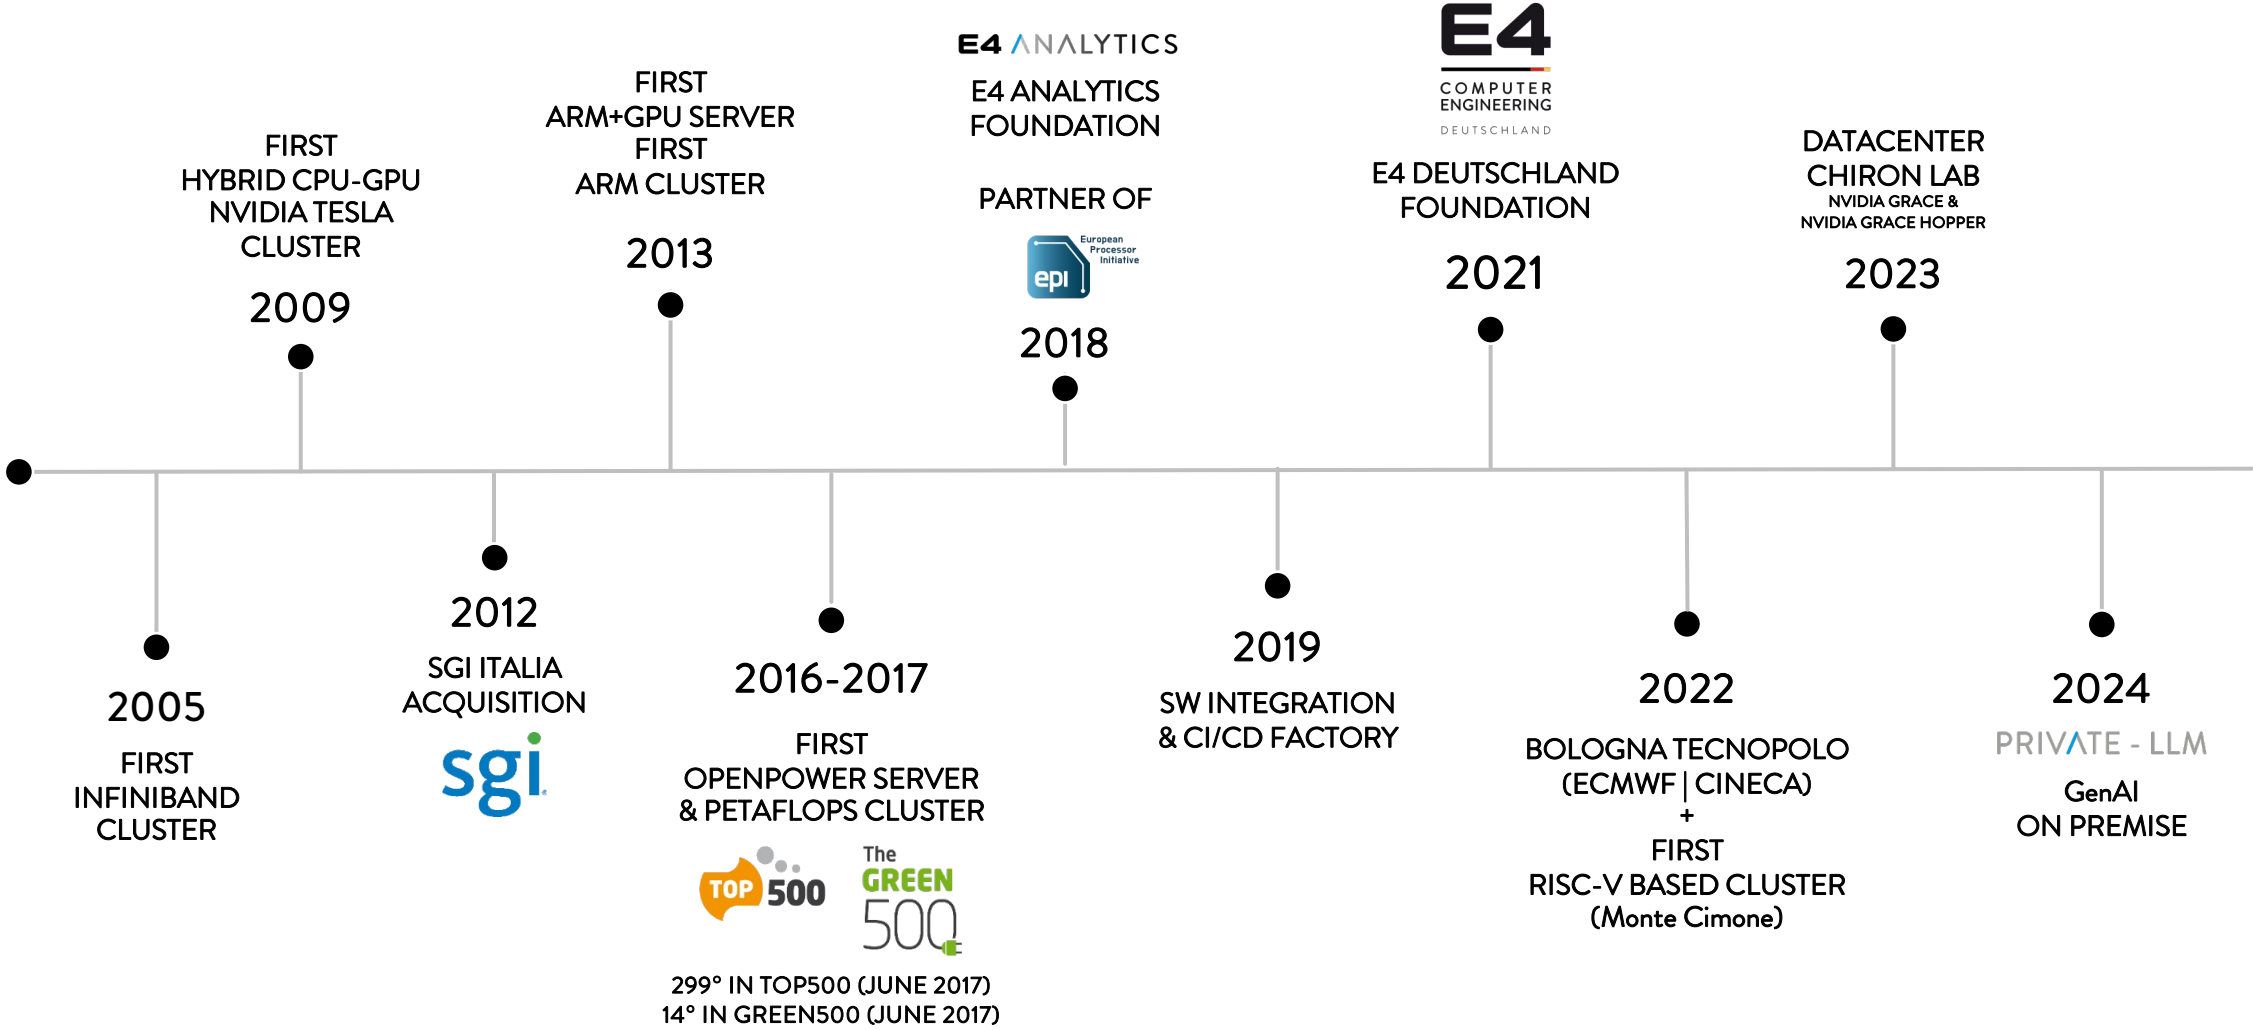 FIRST
HYBRID CPU-GPU
NVIDIA TESLA
CLUSTER
2009
FIRST
ARM+GPU SERVER
FIRST
ARM CLUSTER
2013
E4 ANALYTICS
E4 ANALYTICS
FOUNDATION
PARTNER OF
epi
European
Processor
Initiative
2018
E4
COMPUTER
ENGINEERING
DEUTSCHLAND
E4 DEUTSCHLAND
FOUNDATION
2021
DATACENTER
CHIRON LAB
NVIDIA GRACE &
NVIDIA GRACE HOPPER
2023
2005
FIRST
INFINIBAND
CLUSTER
2012
SGI ITALIA
ACQUISITION
sgi
2016-2017
FIRST
OPENPOWER SERVER
& PETAFLOPS CLUSTER
TOP 500
The
GREEN
500
299° IN TOP500 (JUNE 2017)
14° IN GREEN500 (JUNE 2017)
2019
SW INTEGRATION
& CI/CD FACTORY
2022
BOLOGNA TECNOPOLO
(ECMWF | CINECA)
+
FIRST
RISC-V BASED CLUSTER
(Monte Cimone)
2024
PRIVATE - LLM
GenAI
ON PREMISE